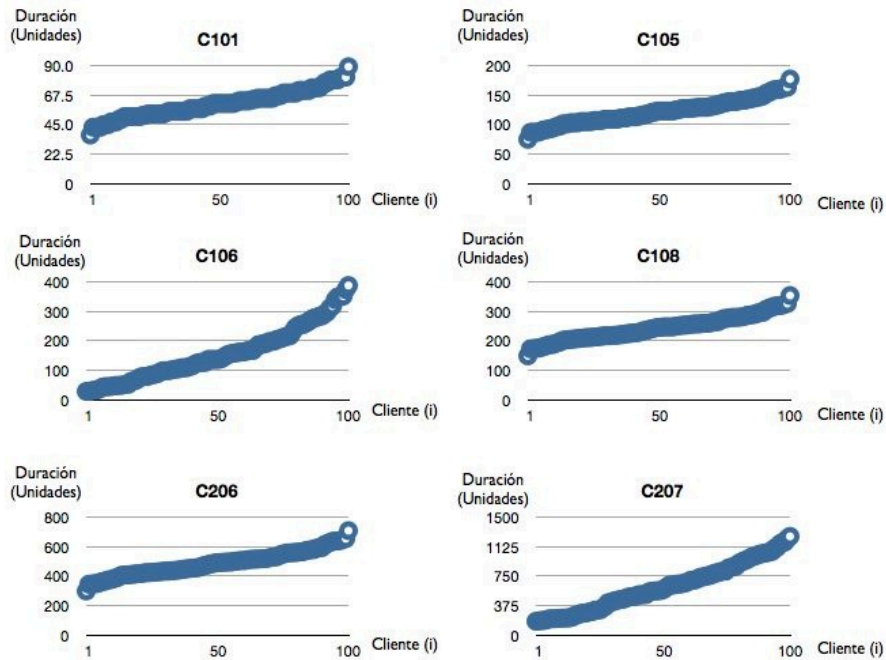 Duración
(Unidades)
C101
90.0
67.5
45.0
22.5
0
1
50
100
Cliente (i)
Duración
(Unidades)
C105
200
150
100
50
0
1
50
100
Cliente (i)
Duración
(Unidades)
C106
400
300
200
100
0
1
50
100
Cliente (i)
Duración
(Unidades)
C108
400
300
200
100
0
1
50
100
Cliente (i)
Duración
(Unidades)
C206
800
600
400
200
0
1
50
100
Cliente (i)
Duración
(Unidades)
C207
1500
1125
750
375
0
1
50
100
Cliente (i)